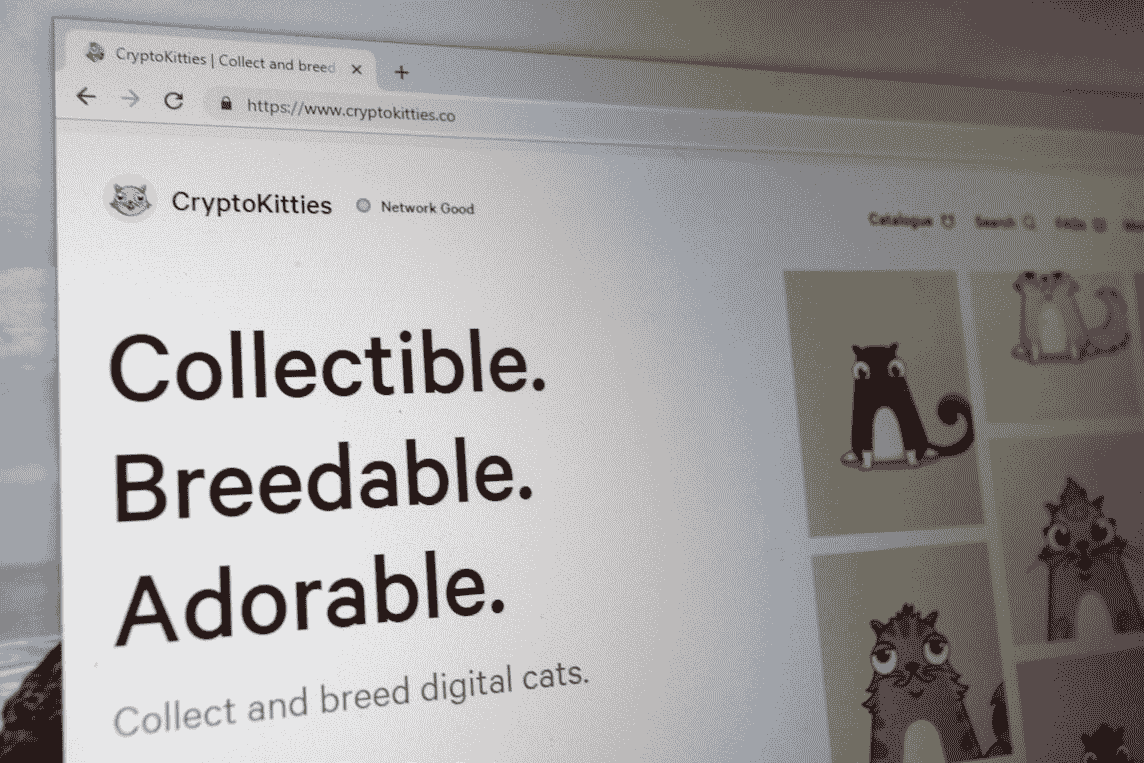 CryptoKitties | Collect and breed
https://www.cryptokitties.co
CryptoKitties
Network Good
Catalogue
Search
FAQs
Collectible.
Breedable.
Adorable.
Collect and breed digital cats.